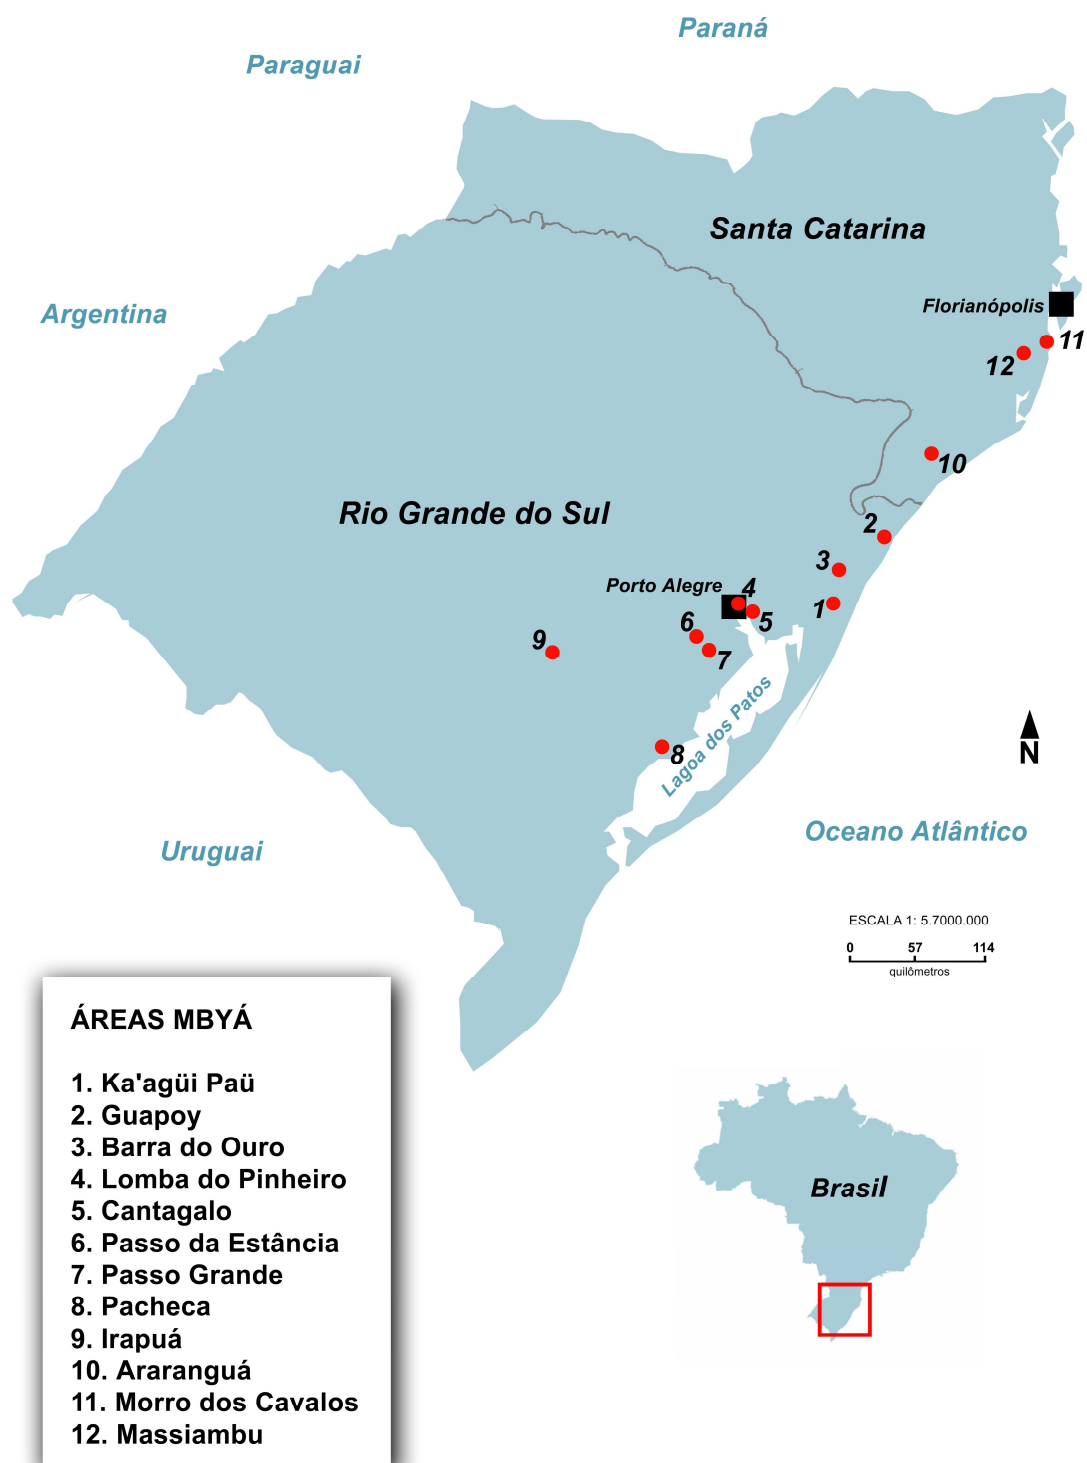 Paraná
Paraguai
Santa Catarina
Argentina
Florianópolis
11
12
10
Rio Grande do Sul
2
3
Porto Alegre
4
1
5
6
9
7
Lagoa dos Patos
8
N
Oceano Atlântico
Uruguai
ESCALA 1: 5.7000.000
0 57 114
quilômetros
ÁREAS MBYÁ
1. Ka'agüi Paü
2. Guapoy
3. Barra do Ouro
4. Lomba do Pinheiro
5. Cantagalo
6. Passo da Estância
7. Passo Grande
8. Pacheca
9. Irapuá
10. Araranguá
11. Morro dos Cavalos
12. Massiambu
Brasil